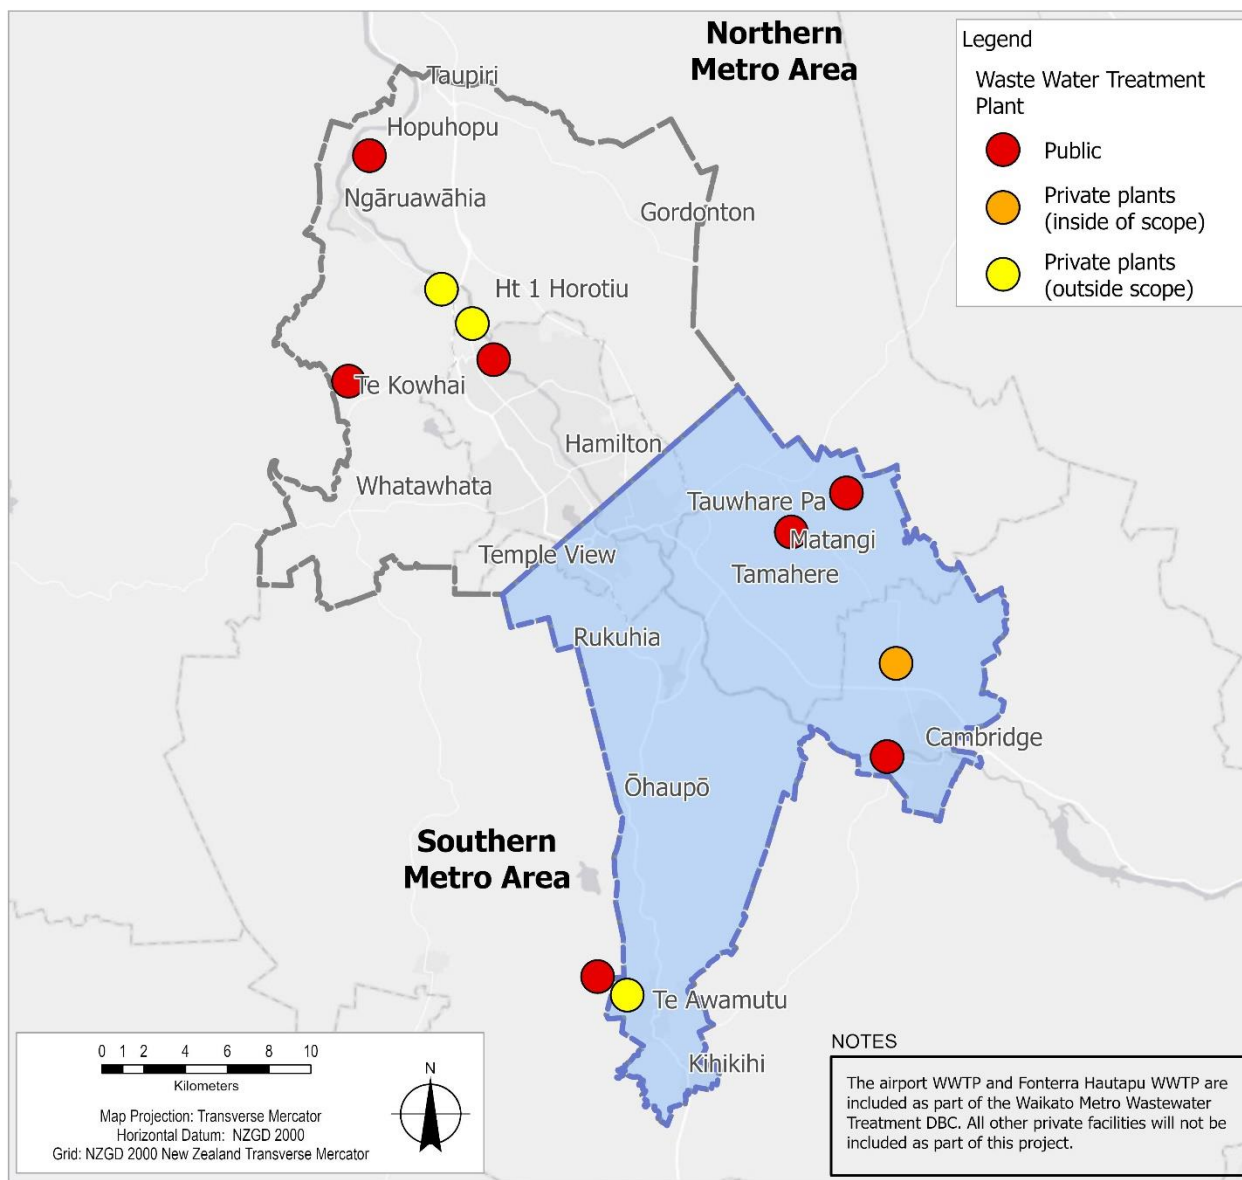 Northern
Metro Area
Legend
Waste Water Treatment
Plant
Public
Private plants
(inside of scope)
Private plants
(outside scope)
Taupiri
Hopuhopu
Ngāruawāhia
Gordonton
Ht 1 Horotiu
Te Kowhai
Hamilton
Whatawhata
Tauwhare Pa
Matangi
Temple View
Tamahere
Rukuhia
Cambridge
Ōhaupō
Southern
Metro Area
Te Awamutu
Kihikihi
0 1 2 4 6 8 10
Kilometers
N
Map Projection: Transverse Mercator
Horizontal Datum: NZGD 2000
Grid: NZGD 2000 New Zealand Transverse Mercator
NOTES
The airport WWTP and Fonterra Hautapu WWTP are
included as part of the Waikato Metro Wastewater
Treatment DBC. All other private facilities will not be
included as part of this project.